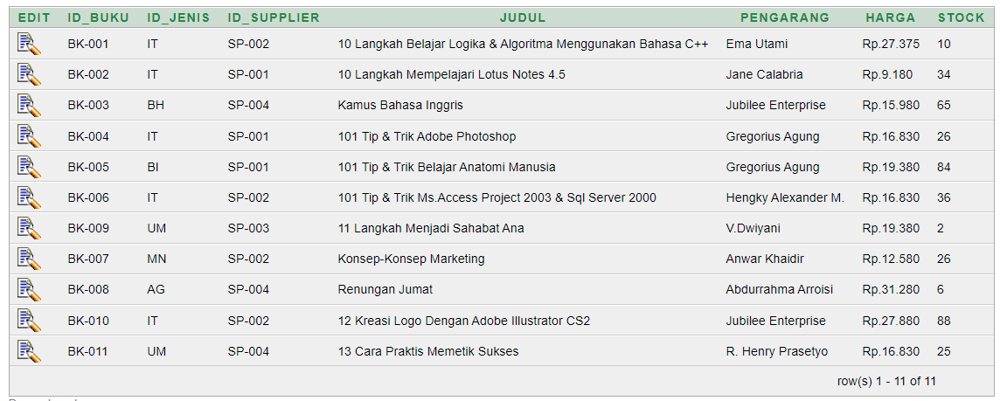 EDIT ID_BUKU ID_JENIS ID_SUPPLIER JUDUL PENGARANG HARGA STOCK
BK-001 IT SP-002 10 Langkah Belajar Logika & Algoritma Menggunakan Bahasa C++ Ema Utami Rp.27.375 10
BK-002 IT SP-001 10 Langkah Mempelajari Lotus Notes 4.5 Jane Calabria Rp.9.180 34
BK-003 BH SP-004 Kamus Bahasa Inggris Jubilee Enterprise Rp.15.980 65
BK-004 IT SP-001 101 Tip & Trik Adobe Photoshop Gregorius Agung Rp.16.830 26
BK-005 BI SP-001 101 Tip & Trik Belajar Anatomi Manusia Gregorius Agung Rp.19.380 84
BK-006 IT SP-002 101 Tip & Trik Ms.Access Project 2003 & Sql Server 2000 Hengky Alexander M. Rp.16.830 36
BK-009 UM SP-003 11 Langkah Menjadi Sahabat Ana V.Dwiyani Rp.19.380 2
BK-007 MN SP-002 Konsep-Konsep Marketing Anwar Khaidir Rp.12.580 26
BK-008 AG SP-004 Renungan Jumat Abdurrahma Arroisi Rp.31.280 6
BK-010 IT SP-002 12 Kreasi Logo Dengan Adobe Illustrator CS2 Jubilee Enterprise Rp.27.880 88
BK-011 UM SP-004 13 Cara Praktis Memetik Sukses R. Henry Prasetyo Rp.16.830 25
row(s) 1 - 11 of 11